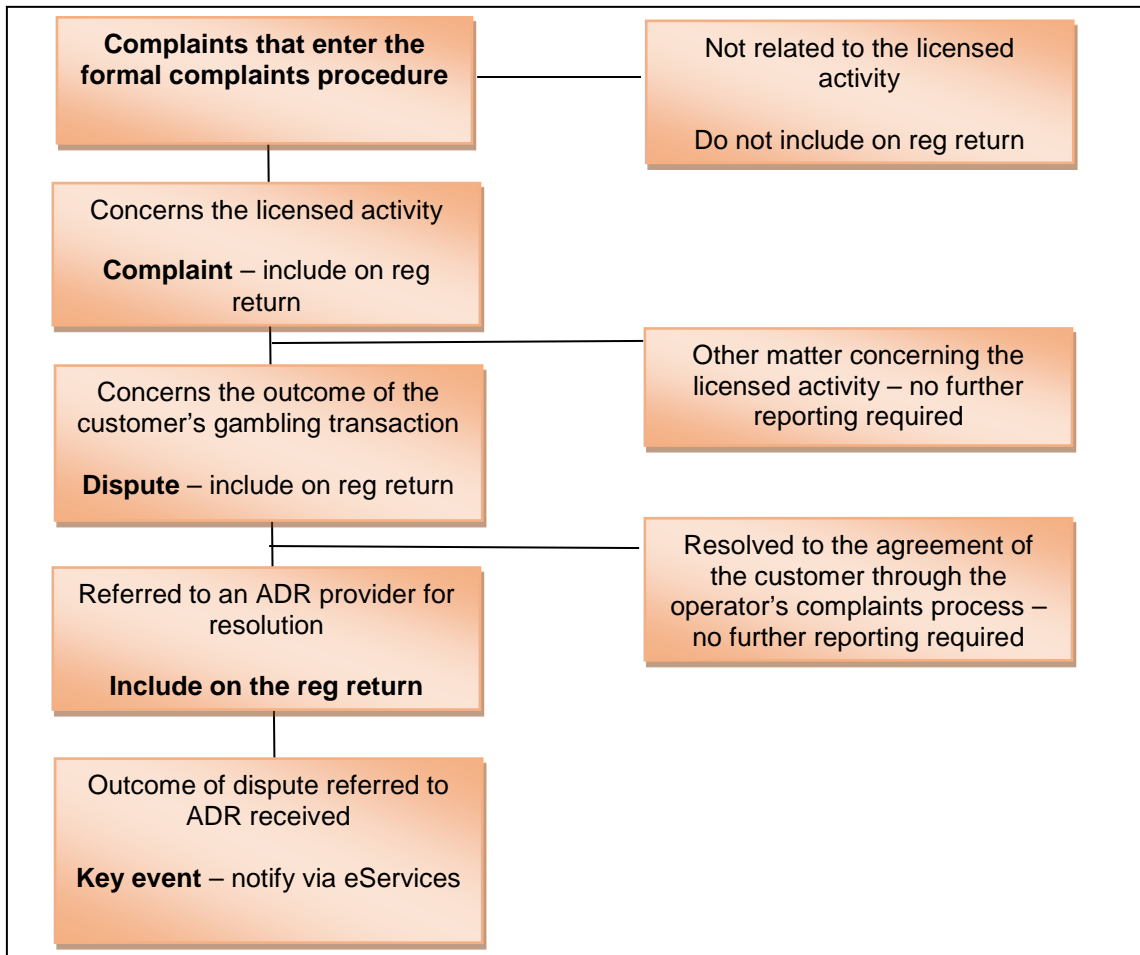 Complaints that enter the
formal complaints procedure
Not related to the licensed
activity
Do not include on reg return
Concerns the licensed activity
Complaint – include on reg
return
Other matter concerning the
licensed activity – no further
reporting required
Concerns the outcome of the
customer’s gambling transaction
Dispute – include on reg return
Resolved to the agreement of
the customer through the
operator’s complaints process –
no further reporting required
Referred to an ADR provider for
resolution
Include on the reg return
Outcome of dispute referred to
ADR received
Key event – notify via eServices